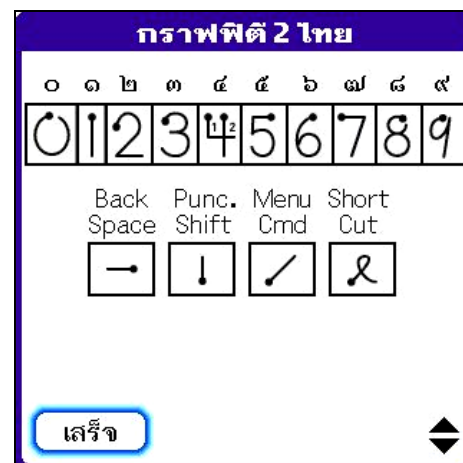 กราฟฟิตี 2 ไทย
๐ ๑ ๒ ๓ ๔ ๕ ๖ ๗ ๘ ๙
0 1 2 3 4 5 6 7 8 9
Back Space
Punc. Shift
Menu Cmd
Short Cut
เสร็จ